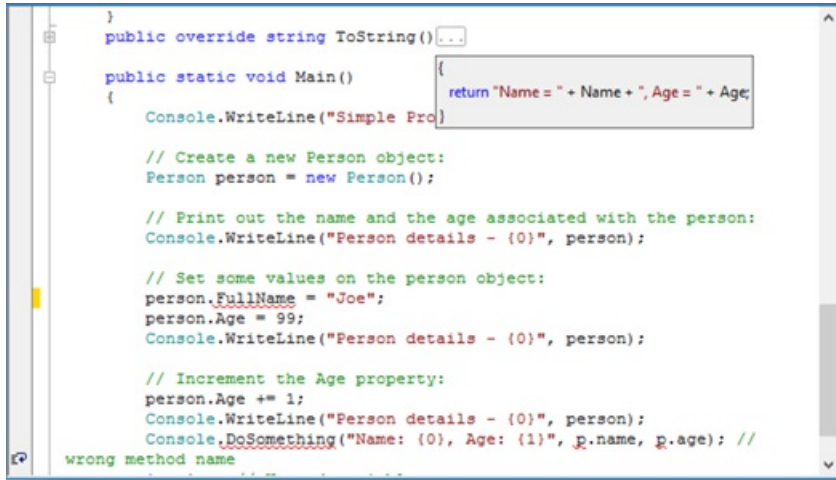 }
public override string ToString()...
{
return "Name = " + Name + ", Age = " + Age;
}
public static void Main()
{
Console.WriteLine("Simple Pro
// Create a new Person object:
Person person = new Person();
// Print out the name and the age associated with the person:
Console.WriteLine("Person details - {0}", person);
// Set some values on the person object:
person.FullName = "Joe";
person.Age = 99;
Console.WriteLine("Person details - {0}", person);
// Increment the Age property:
person.Age += 1;
Console.WriteLine("Person details - {0}", person);
Console.DoSomething("Name: {0}, Age: {1}", p.name, p.age); //
wrong method name